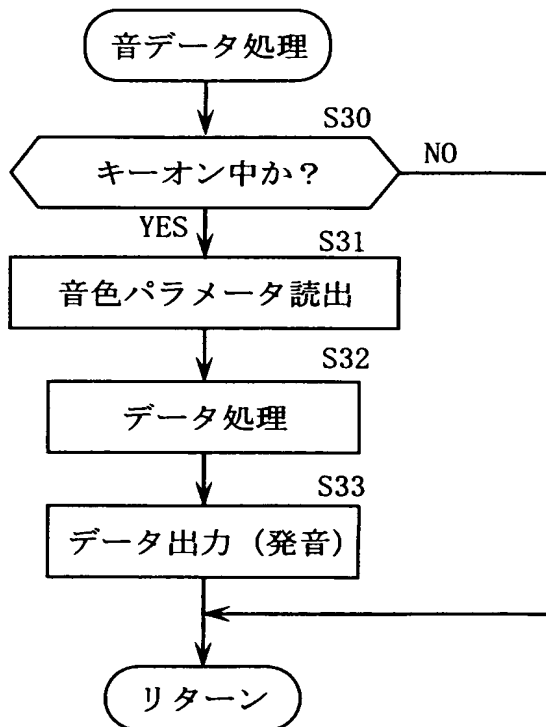 音データ処理
S30
キーオン中か？
NO
YES
S31
音色パラメータ読出
S32
データ処理
S33
データ出力（発音）
リターン